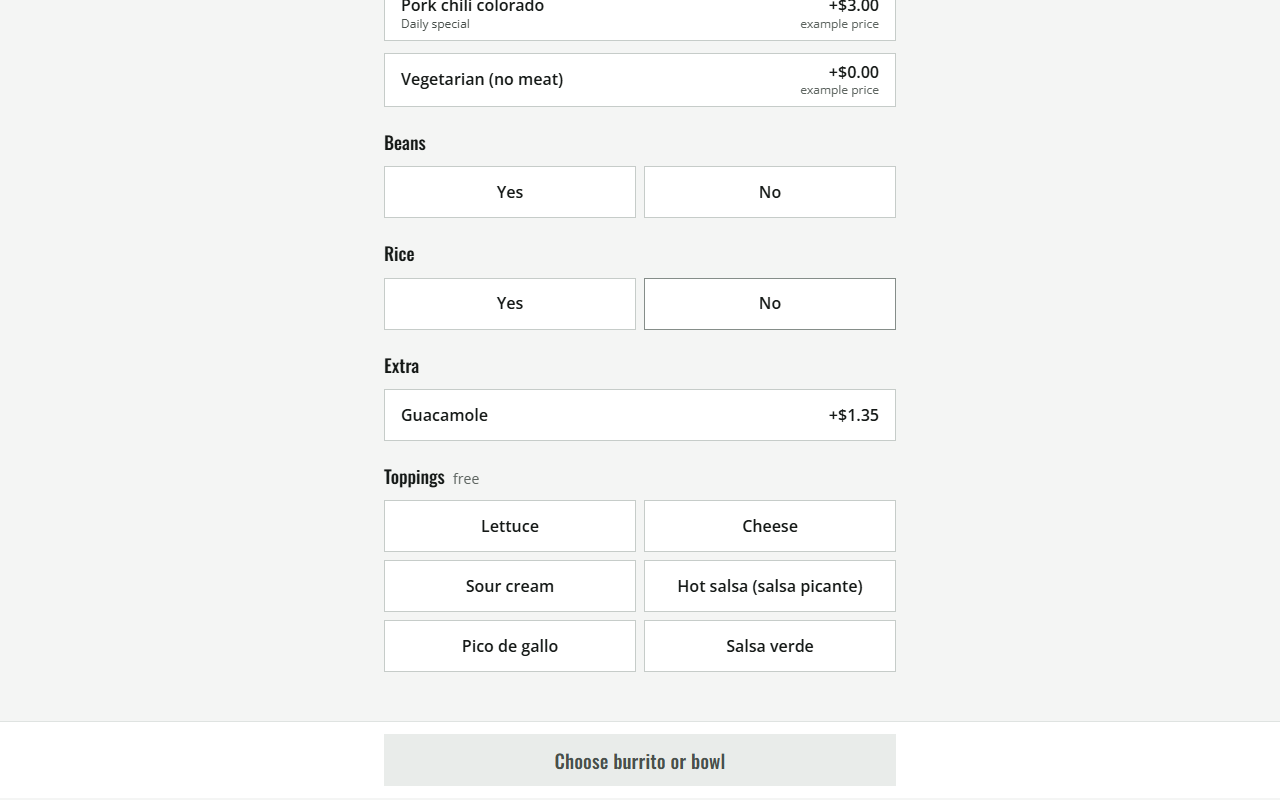 Pork chili colorado
+$3.00
Daily special
example price
Vegetarian (no meat)
+$0.00
example price
Beans
Yes
No
Rice
Yes
No
Extra
Guacamole
+$1.35
Toppings free
Lettuce
Cheese
Sour cream
Hot salsa (salsa picante)
Pico de gallo
Salsa verde
Choose burrito or bowl